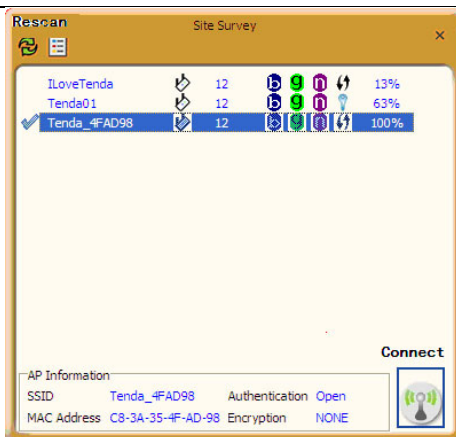 Rescan
Site Survey
ILoveTenda 12 b g n 13%
Tenda01 12 b g n 63%
Tenda_4FAD98 12 b g n 100%
Connect
AP Information
SSID Tenda_4FAD98 Authentication Open
MAC Address C8-3A-35-4F-AD-98 Encryption NONE